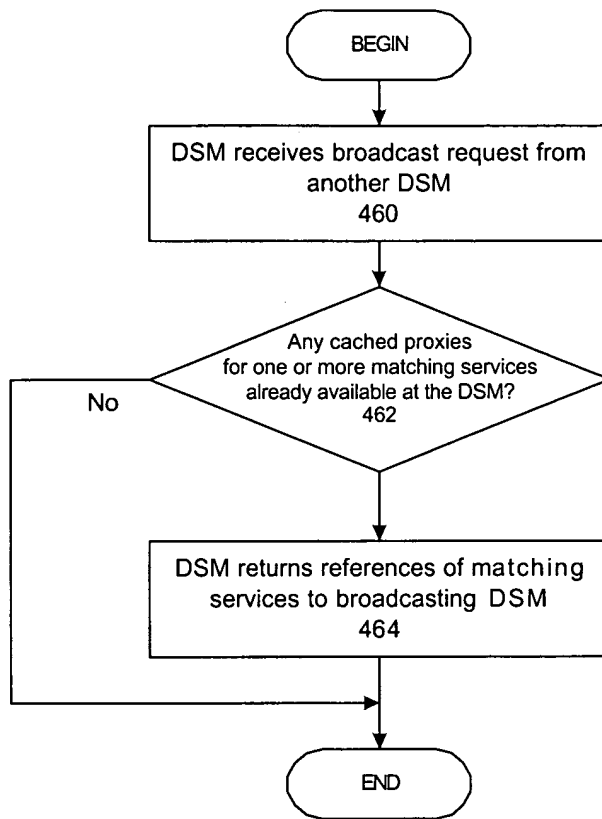 BEGIN
DSM receives broadcast request from
another DSM
460
Any cached proxies
for one or more matching services
already available at the DSM?
462
No
DSM returns references of matching
services to broadcasting DSM
464
END